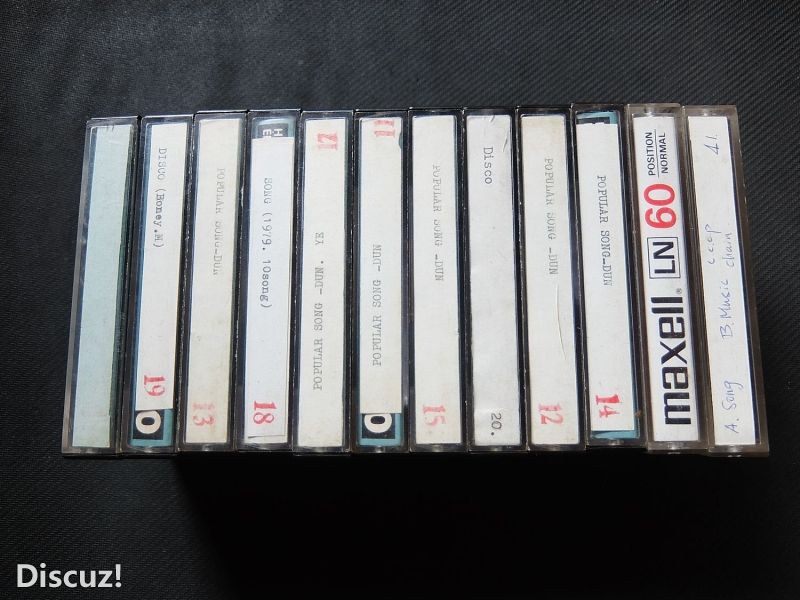 DISCO (Boney.M)
19
POPULAR SONG-DUN
13
H
E
SONG (1979. 10song)
18
17
POPULAR SONG -DUN. YE
11
POPULAR SONG -DUN
O
POPULAR SONG -DUN
15
Disco
20.
POPULAR SONG -DUN
12
POPULAR SONG-DUN
14
maxell® LN 60 POSITION NORMAL
A. Song B. Music 41.
chain
Discuz!